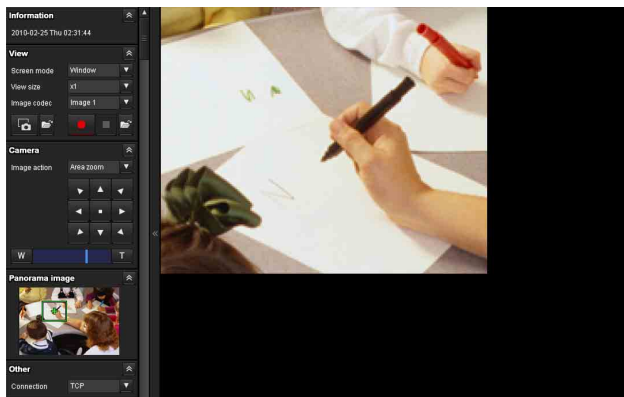 Information
2010-02-25 Thu 02:31:44
View
Screen mode Window
View size x1
Image codec Image 1
Camera
Image action Area zoom
W T
Panorama image
Other
Connection TCP